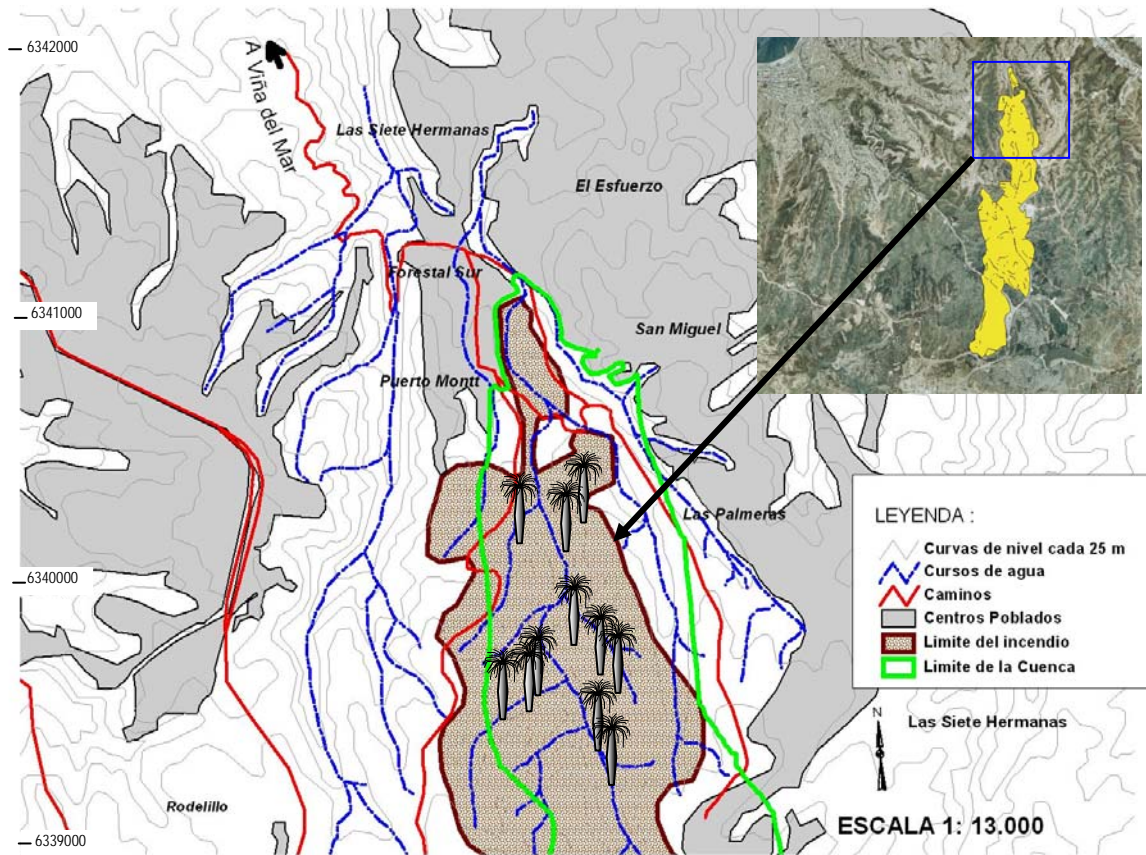 6342000
A Viña del Mar
Las Siete Hermanas
El Esfuerzo
Forestal Sur
6341000
San Miguel
Puerto Montt
Las Palmeras
LEYENDA :
Curvas de nivel cada 25 m
Cursos de agua
Caminos
Centros Poblados
Limite del incendio
Limite de la Cuenca
6340000
N
Las Siete Hermanas
Rodelillo
ESCALA 1: 13.000
6339000